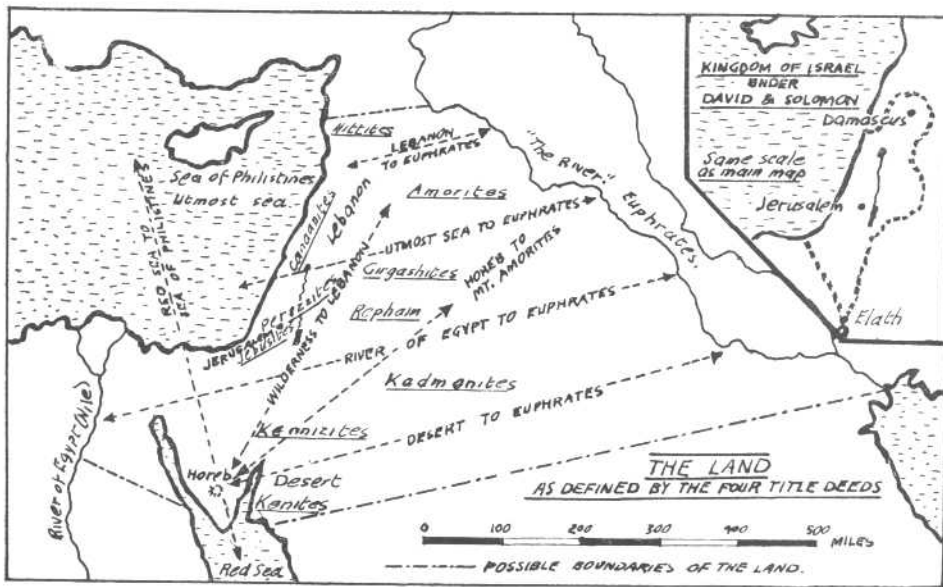 KINGDOM OF ISRAEL
UNDER
DAVID & SOLOMON
Damascus
Same scale
as main map
Jerusalem
Elath
Hittites
LEBANON
TO EUPHRATES
"The River"
Euphrates.
Sea of Philistines
Utmost sea.
RED SEA TO
SEA OF PHILISTINES
Canaanites
Lebanon
Amorites
UTMOST SEA TO EUPHRATES
Girgashites
HOREB TO
MT. AMORITIES
Perezzites
Rephaim
JERUSALEM
Jebusites
WILDERNESS TO LEBANON
RIVER OF EGYPT TO EUPHRATES
Kadmonites
DESERT TO EUPHRATES
Kennizites
River of Egypt (Nile)
Horeb
Desert
Kenites
Red Sea
THE LAND
AS DEFINED BY THE FOUR TITLE DEEDS
0 100 200 300 400 500
MILES
POSSIBLE BOUNDARIES OF THE LAND.